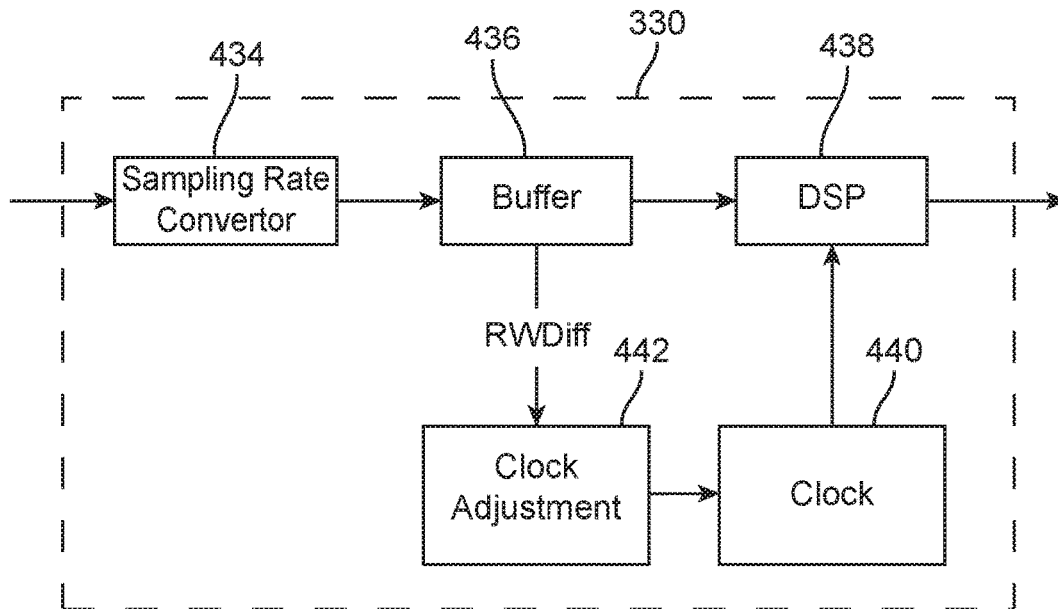 330
434
436
438
Sampling Rate
Convertor
Buffer
DSP
RWDiff
442
440
Clock
Adjustment
Clock